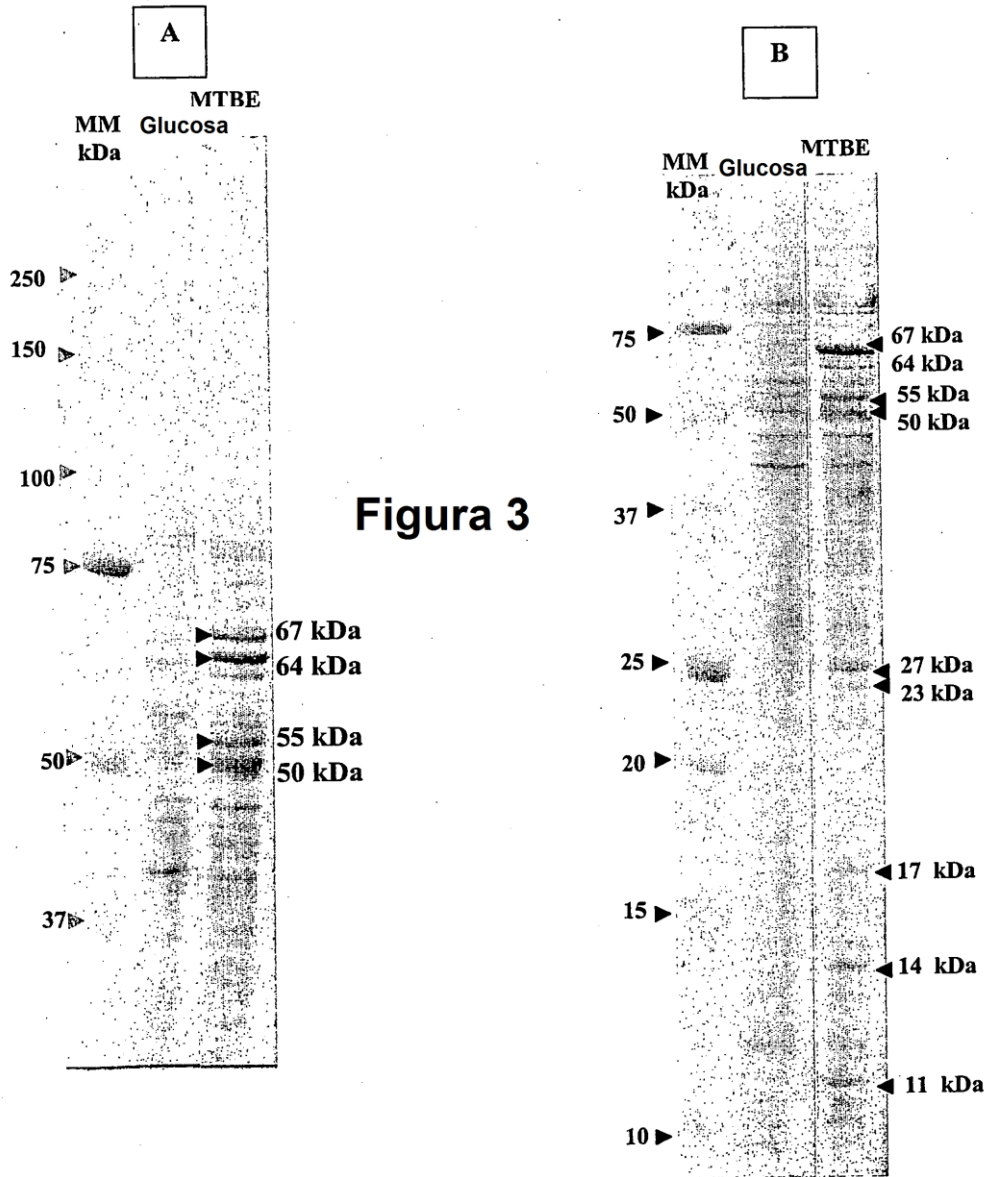 A
MTBE
MM Glucosa
kDa
250
150
100
75
50
37
67 kDa
64 kDa
55 kDa
50 kDa
Figura 3
B
MTBE
MM Glucosa
kDa
75
50
37
25
20
15
10
67 kDa
64 kDa
55 kDa
50 kDa
27 kDa
23 kDa
17 kDa
14 kDa
11 kDa